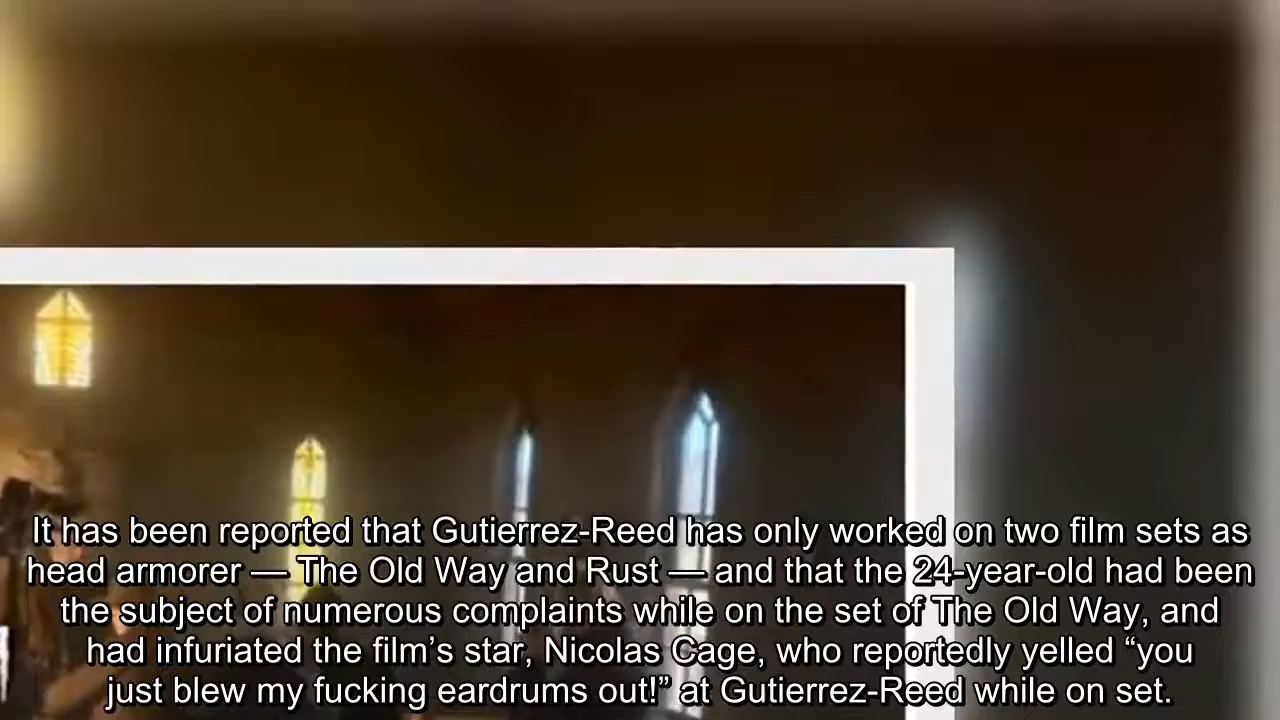 It has been reported that Gutierrez-Reed has only worked on two film sets as
head armorer — The Old Way and Rust — and that the 24-year-old had been
the subject of numerous complaints while on the set of The Old Way, and
had infuriated the film’s star, Nicolas Cage, who reportedly yelled “you
just blew my fucking eardrums out!” at Gutierrez-Reed while on set.